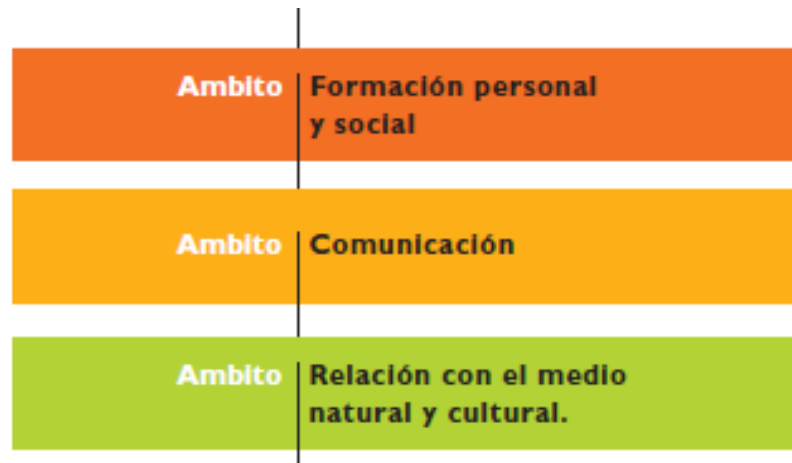 Ambito Formación personal
y social
Ambito Comunicación
Ambito Relación con el medio
natural y cultural.